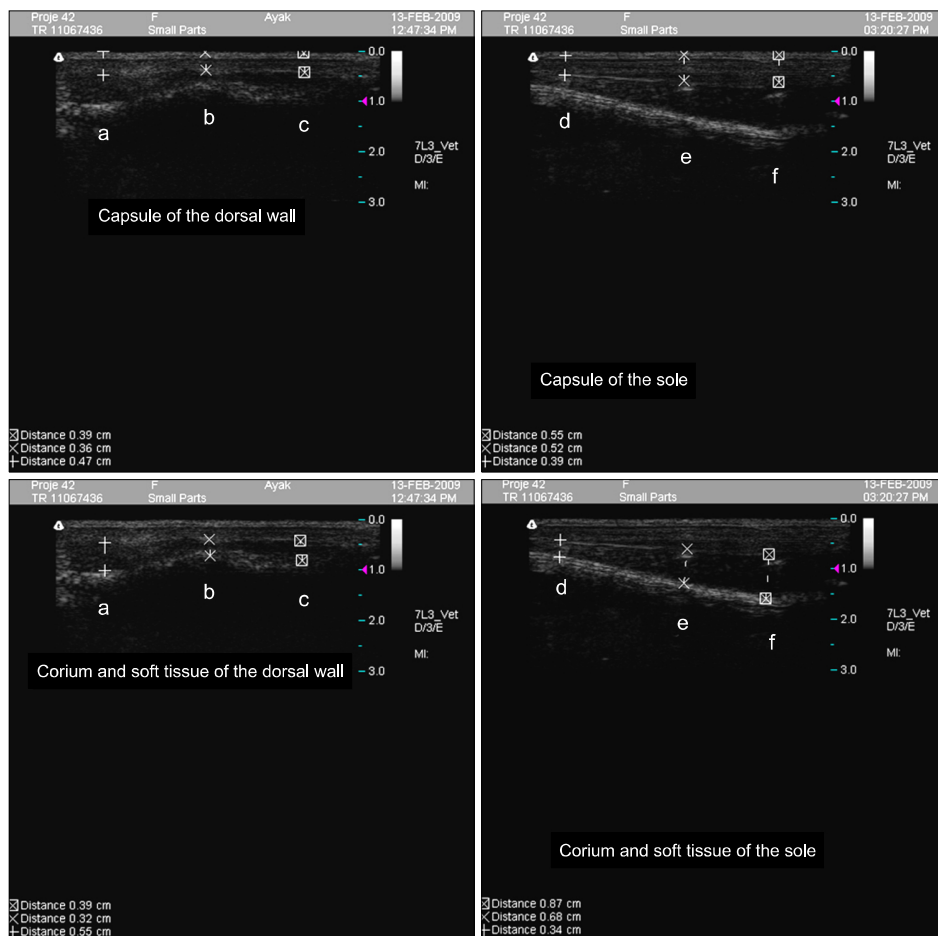 Proje 42 F Ayak 13-FEB-2009
TR 11067436 Small Parts 12:47:34 PM
0.0
1.0
2.0
3.0
7L3_Vet
D/3/E
MI:
a
b
c
Capsule of the dorsal wall
Distance 0.39 cm
Distance 0.36 cm
Distance 0.47 cm
Proje 42 F 13-FEB-2009
TR 11067436 Small Parts 03:20:27 PM
0.0
1.0
2.0
3.0
7L3_Vet
D/3/E
MI:
d
e
f
Capsule of the sole
Distance 0.55 cm
Distance 0.52 cm
Distance 0.39 cm
Proje 42 F Ayak 13-FEB-2009
TR 11067436 Small Parts 12:47:34 PM
0.0
1.0
2.0
3.0
7L3_Vet
D/3/E
MI:
a
b
c
Corium and soft tissue of the dorsal wall
Distance 0.39 cm
Distance 0.32 cm
Distance 0.55 cm
Proje 42 F 13-FEB-2009
TR 11067436 Small Parts 03:20:27 PM
0.0
1.0
2.0
3.0
7L3_Vet
D/3/E
MI:
d
e
f
Corium and soft tissue of the sole
Distance 0.87 cm
Distance 0.68 cm
Distance 0.34 cm